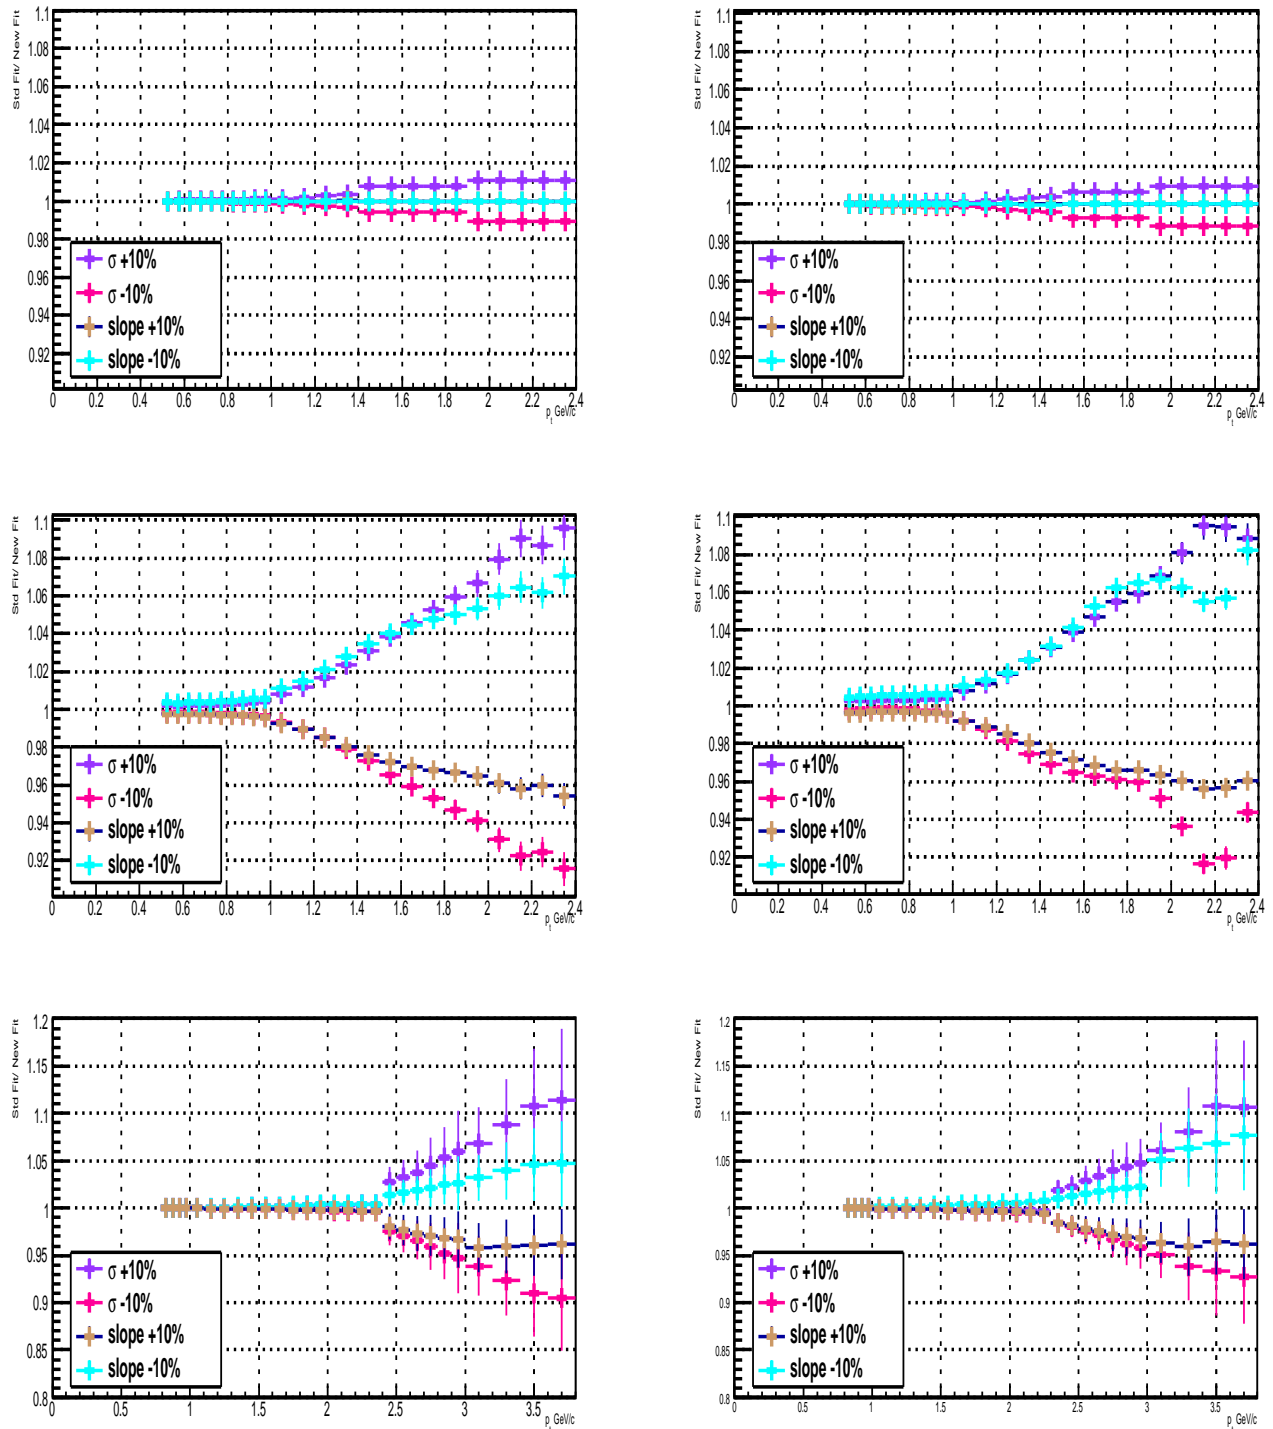 Std Fit/ New Fit
1.1
1.08
1.06
1.04
1.02
1
0.98
0.96
0.94
0.92
σ +10%
σ -10%
slope +10%
slope -10%
0 0.2 0.4 0.6 0.8 1 1.2 1.4 1.6 1.8 2 2.2 2.4
p t GeV/c
Std Fit/ New Fit
1.1
1.08
1.06
1.04
1.02
1
0.98
0.96
0.94
0.92
σ +10%
σ -10%
slope +10%
slope -10%
0 0.2 0.4 0.6 0.8 1 1.2 1.4 1.6 1.8 2 2.2 2.4
p t GeV/c
Std Fit/ New Fit
1.1
1.08
1.06
1.04
1.02
1
0.98
0.96
0.94
0.92
σ +10%
σ -10%
slope +10%
slope -10%
0 0.2 0.4 0.6 0.8 1 1.2 1.4 1.6 1.8 2 2.2 2.4
p t GeV/c
Std Fit/ New Fit
1.1
1.08
1.06
1.04
1.02
1
0.98
0.96
0.94
0.92
σ +10%
σ -10%
slope +10%
slope -10%
0 0.2 0.4 0.6 0.8 1 1.2 1.4 1.6 1.8 2 2.2 2.4
p t GeV/c
Std Fit/ New Fit
1.2
1.15
1.1
1.05
1
0.95
0.9
0.85
0.8
σ +10%
σ -10%
slope +10%
slope -10%
0 0.5 1 1.5 2 2.5 3 3.5
p t GeV/c
Std Fit/ New Fit
1.2
1.15
1.1
1.05
1
0.95
0.9
0.85
0.8
σ +10%
σ -10%
slope +10%
slope -10%
0 0.5 1 1.5 2 2.5 3 3.5
p t GeV/c